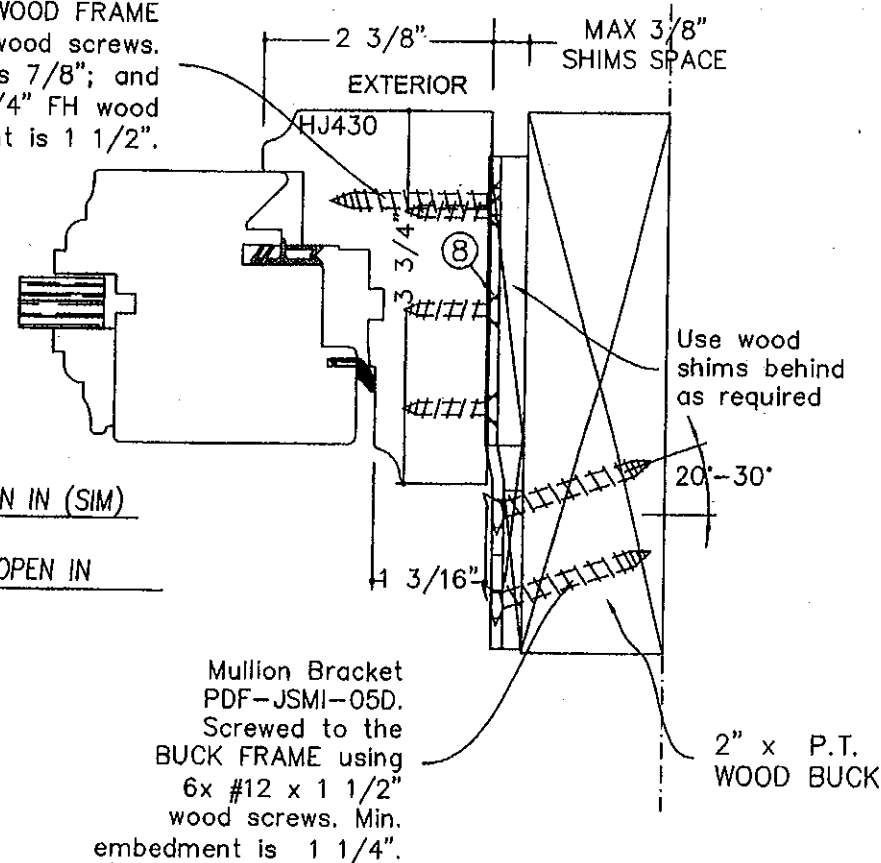 WOOD FRAME
wood screws.
s 7/8"; and
/4" FH wood
t is 1 1/2".
2 3/8"
MAX 3/8"
SHIMS SPACE
EXTERIOR
HJ430
3 3/4"
8
Use wood
shims behind
as required
20°-30°
N IN (SIM)
OPEN IN
1 3/16"
Mullion Bracket
PDF-JSMI-05D.
Screwed to the
BUCK FRAME using
6x #12 x 1 1/2"
wood screws. Min.
embedment is 1 1/4".
2" x P.T.
WOOD BUCK